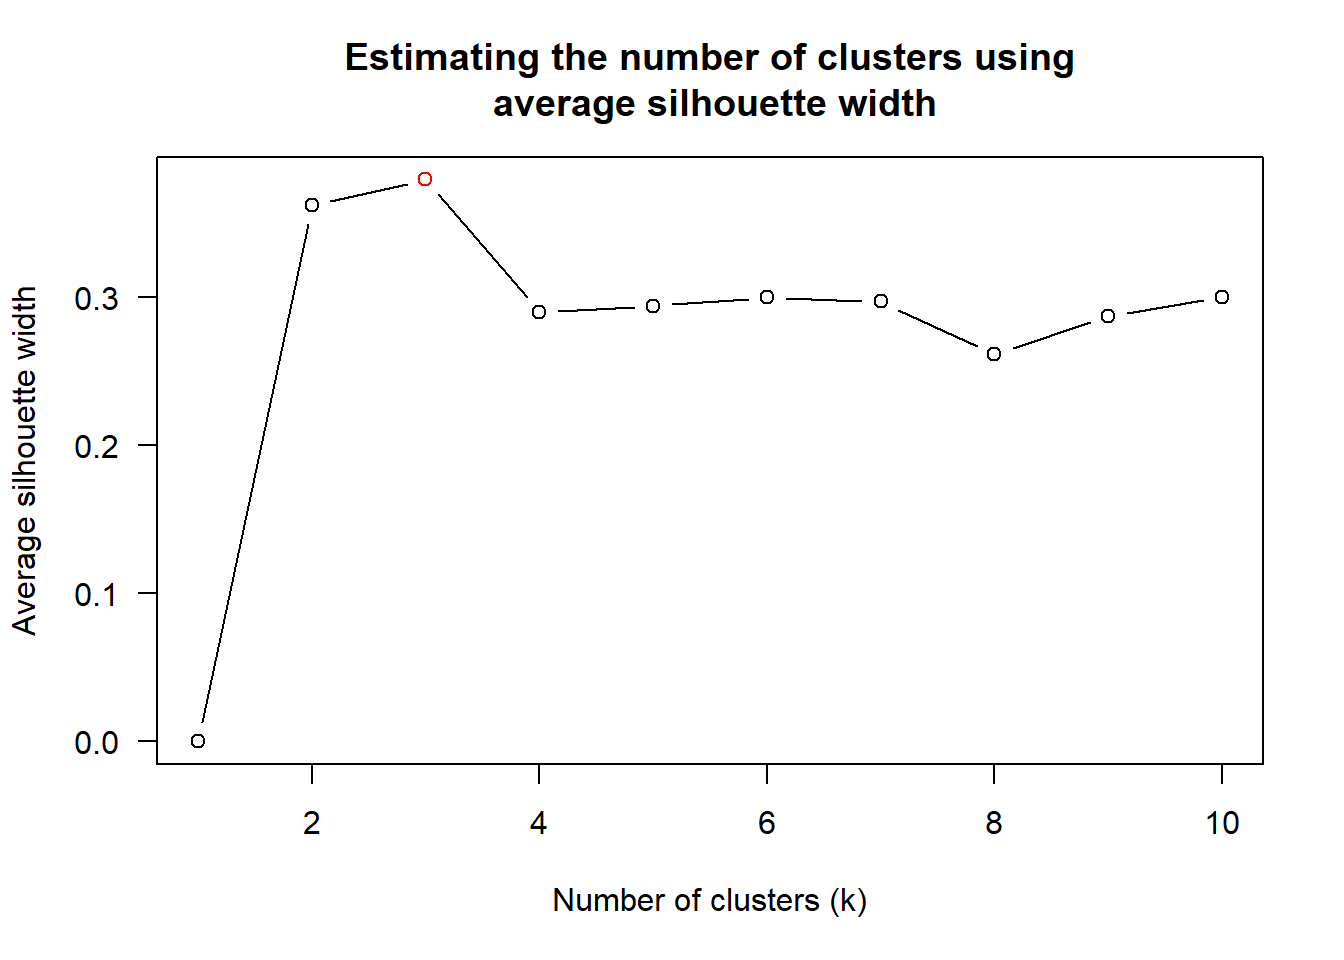 Estimating the number of clusters using
average silhouette width
Average silhouette width
0.3
0.2
0.1
0.0
2 4 6 8 10
Number of clusters (k)